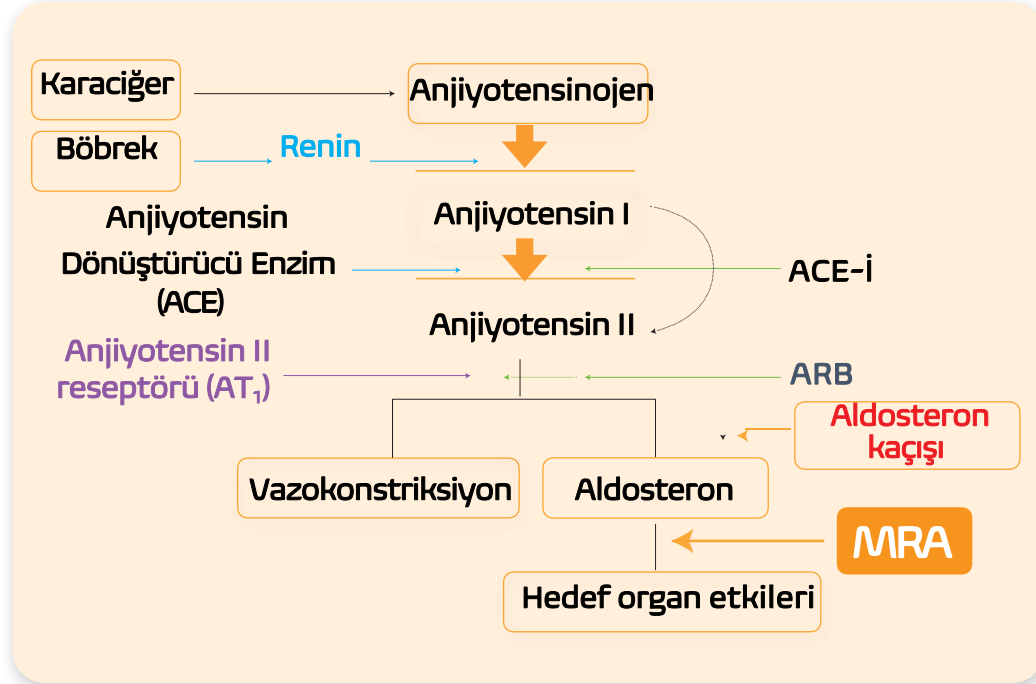 Karaciğer
Anjiyotensinojen
Böbrek
Renin
Anjiyotensin
Dönüştürücü Enzim
(ACE)
Anjiyotensin I
ACE-İ
Anjiyotensin II
Anjiyotensin II
reseptörü (AT₁)
ARB
Aldosteron
kaçışı
Vazokonstriksiyon
Aldosteron
MRA
Hedef organ etkileri